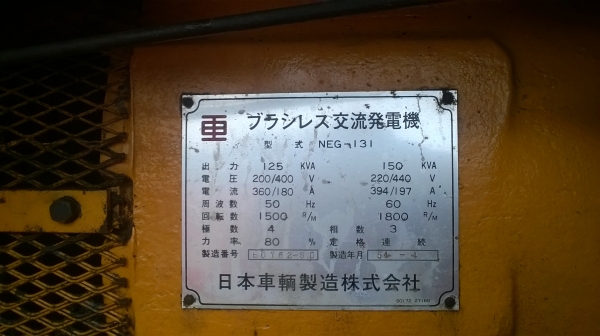 車 ブラシレス交流発電機
型式 NEG-131
出力 125 KVA 150 KVA
電圧 200/400 V 220/440 V
電流 360/180 A 394/197 A
周波数 50 Hz 60 Hz
回転数 1500 R/M 1800 R/M
極数 4 相数 3
力率 80 % 定格 連続
製造番号 製造年月 54-4
日本車輌製造株式会社